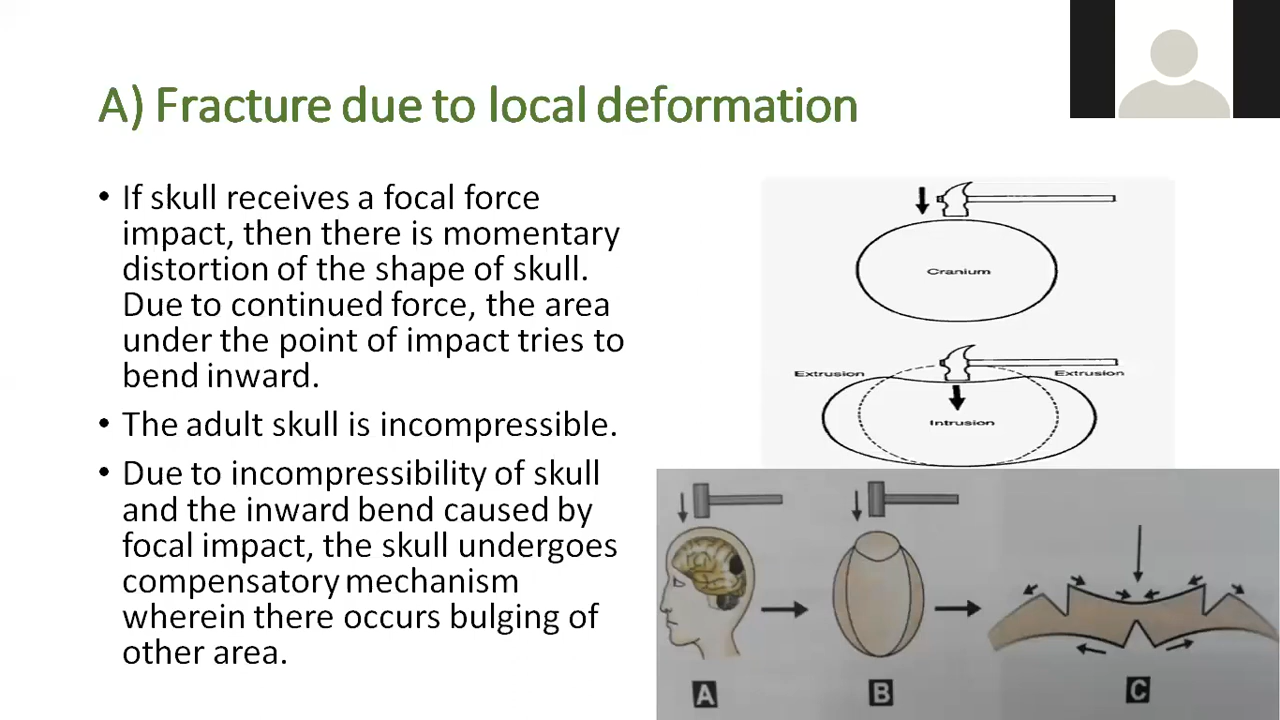 A) Fracture due to local deformation
• If skull receives a focal force
impact, then there is momentary
distortion of the shape of skull.
Due to continued force, the area
under the point of impact tries to
bend inward.
• The adult skull is incompressible.
• Due to incompressibility of skull
and the inward bend caused by
focal impact, the skull undergoes
compensatory mechanism
wherein there occurs bulging of
other area.
Cranium
Extrusion
Extrusion
Intrusion
A
B
C